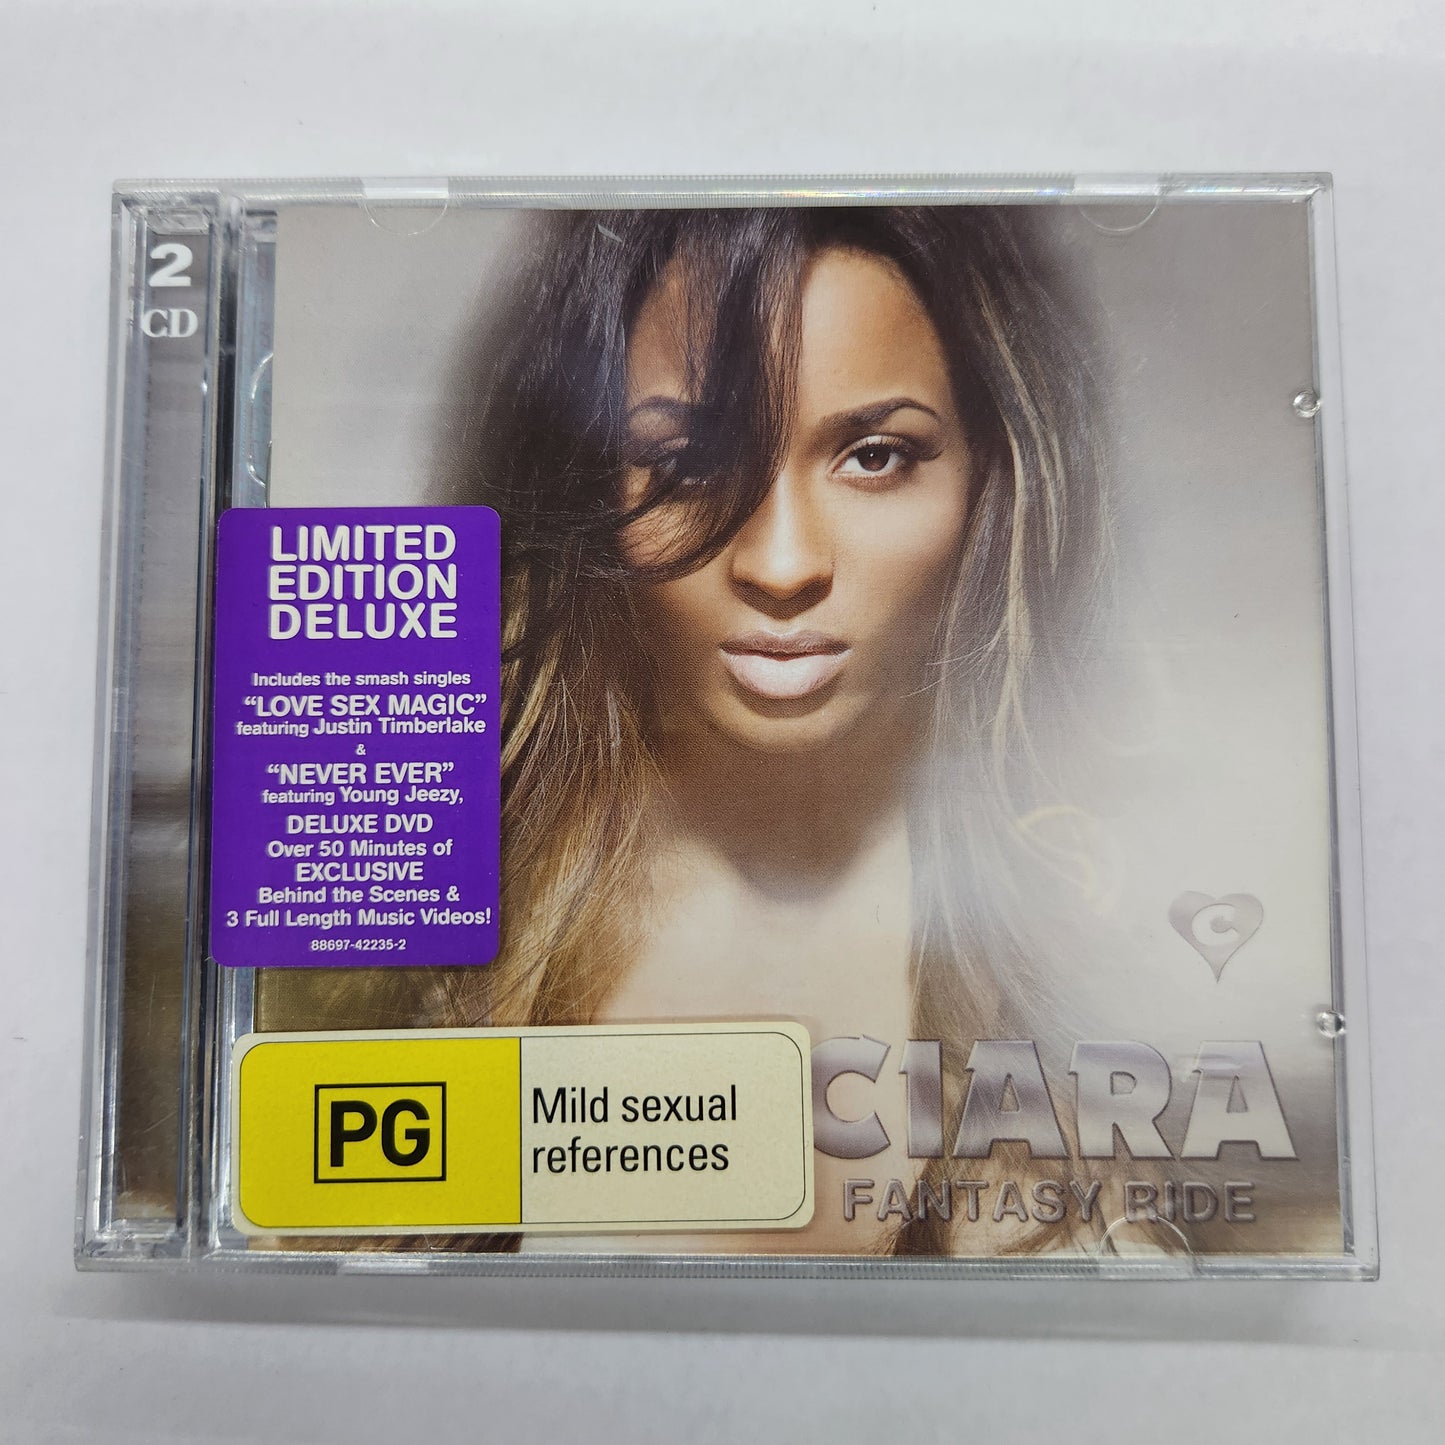 2
CD
LIMITED
EDITION
DELUXE
Includes the smash singles
“LOVE SEX MAGIC”
featuring Justin Timberlake
&
“NEVER EVER”
featuring Young Jeezy,
DELUXE DVD
Over 50 Minutes of
EXCLUSIVE
Behind the Scenes &
3 Full Length Music Videos!
88697-42235-2
C
CIARA
FANTASY RIDE
PG
Mild sexual
references